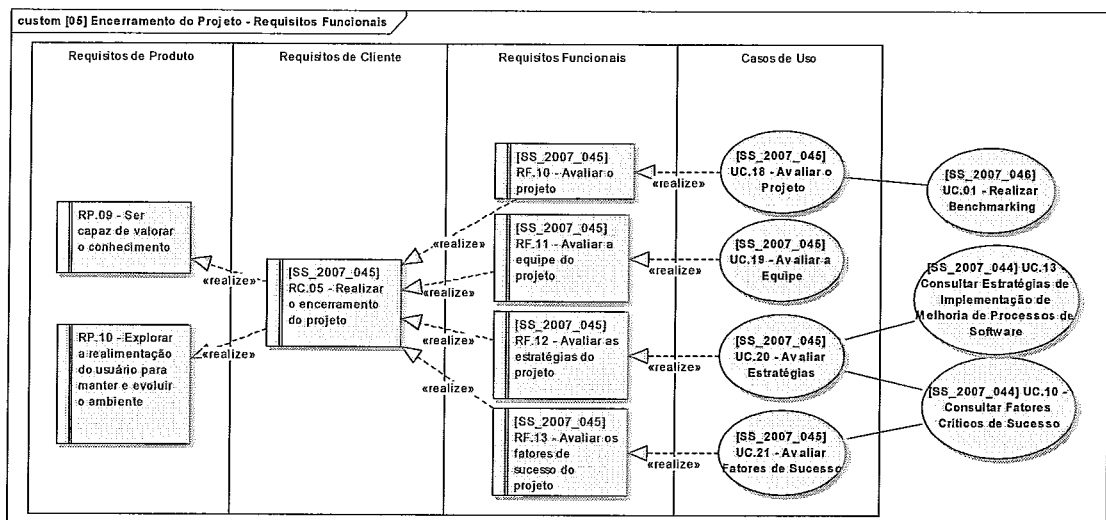 custom [05] Encerramento do Projeto - Requisitos Funcionais
Requisitos de Produto
Requisitos de Cliente
Requisitos Funcionais
Casos de Uso
RP.09 - Ser
capaz de valorar
o conhecimento
RP.10 - Explorar
a realimentação
do usuário para
manter e evoluir
o ambiente
«realize»
«realize»
[SS_2007_045]
RC.05 - Realizar
o encerramento
do projeto
«realize»
«realize»
«realize»
«realize»
[SS_2007_045]
RF.10 - Avaliar o
projeto
[SS_2007_045]
RF.11 - Avaliar a
equipe do
projeto
[SS_2007_045]
RF.12 - Avaliar as
estratégias do
projeto
[SS_2007_045]
RF.13 - Avaliar os
fatores de
sucesso do
projeto
«realize»
«realize»
«realize»
«realize»
[SS_2007_045]
UC.18 - Avaliar o
Projeto
[SS_2007_045]
UC.19 - Avaliar a
Equipe
[SS_2007_045]
UC.20 - Avaliar
Estratégias
[SS_2007_045]
UC.21 - Avaliar
Fatores de Sucesso
[SS_2007_046]
UC.01 - Realizar
Benchmarking
[SS_2007_044] UC.13 -
Consultar Estratégias de
Implementação de
Melhoria de Processos de
Software
[SS_2007_044] UC.10 -
Consultar Fatores
Críticos de Sucesso